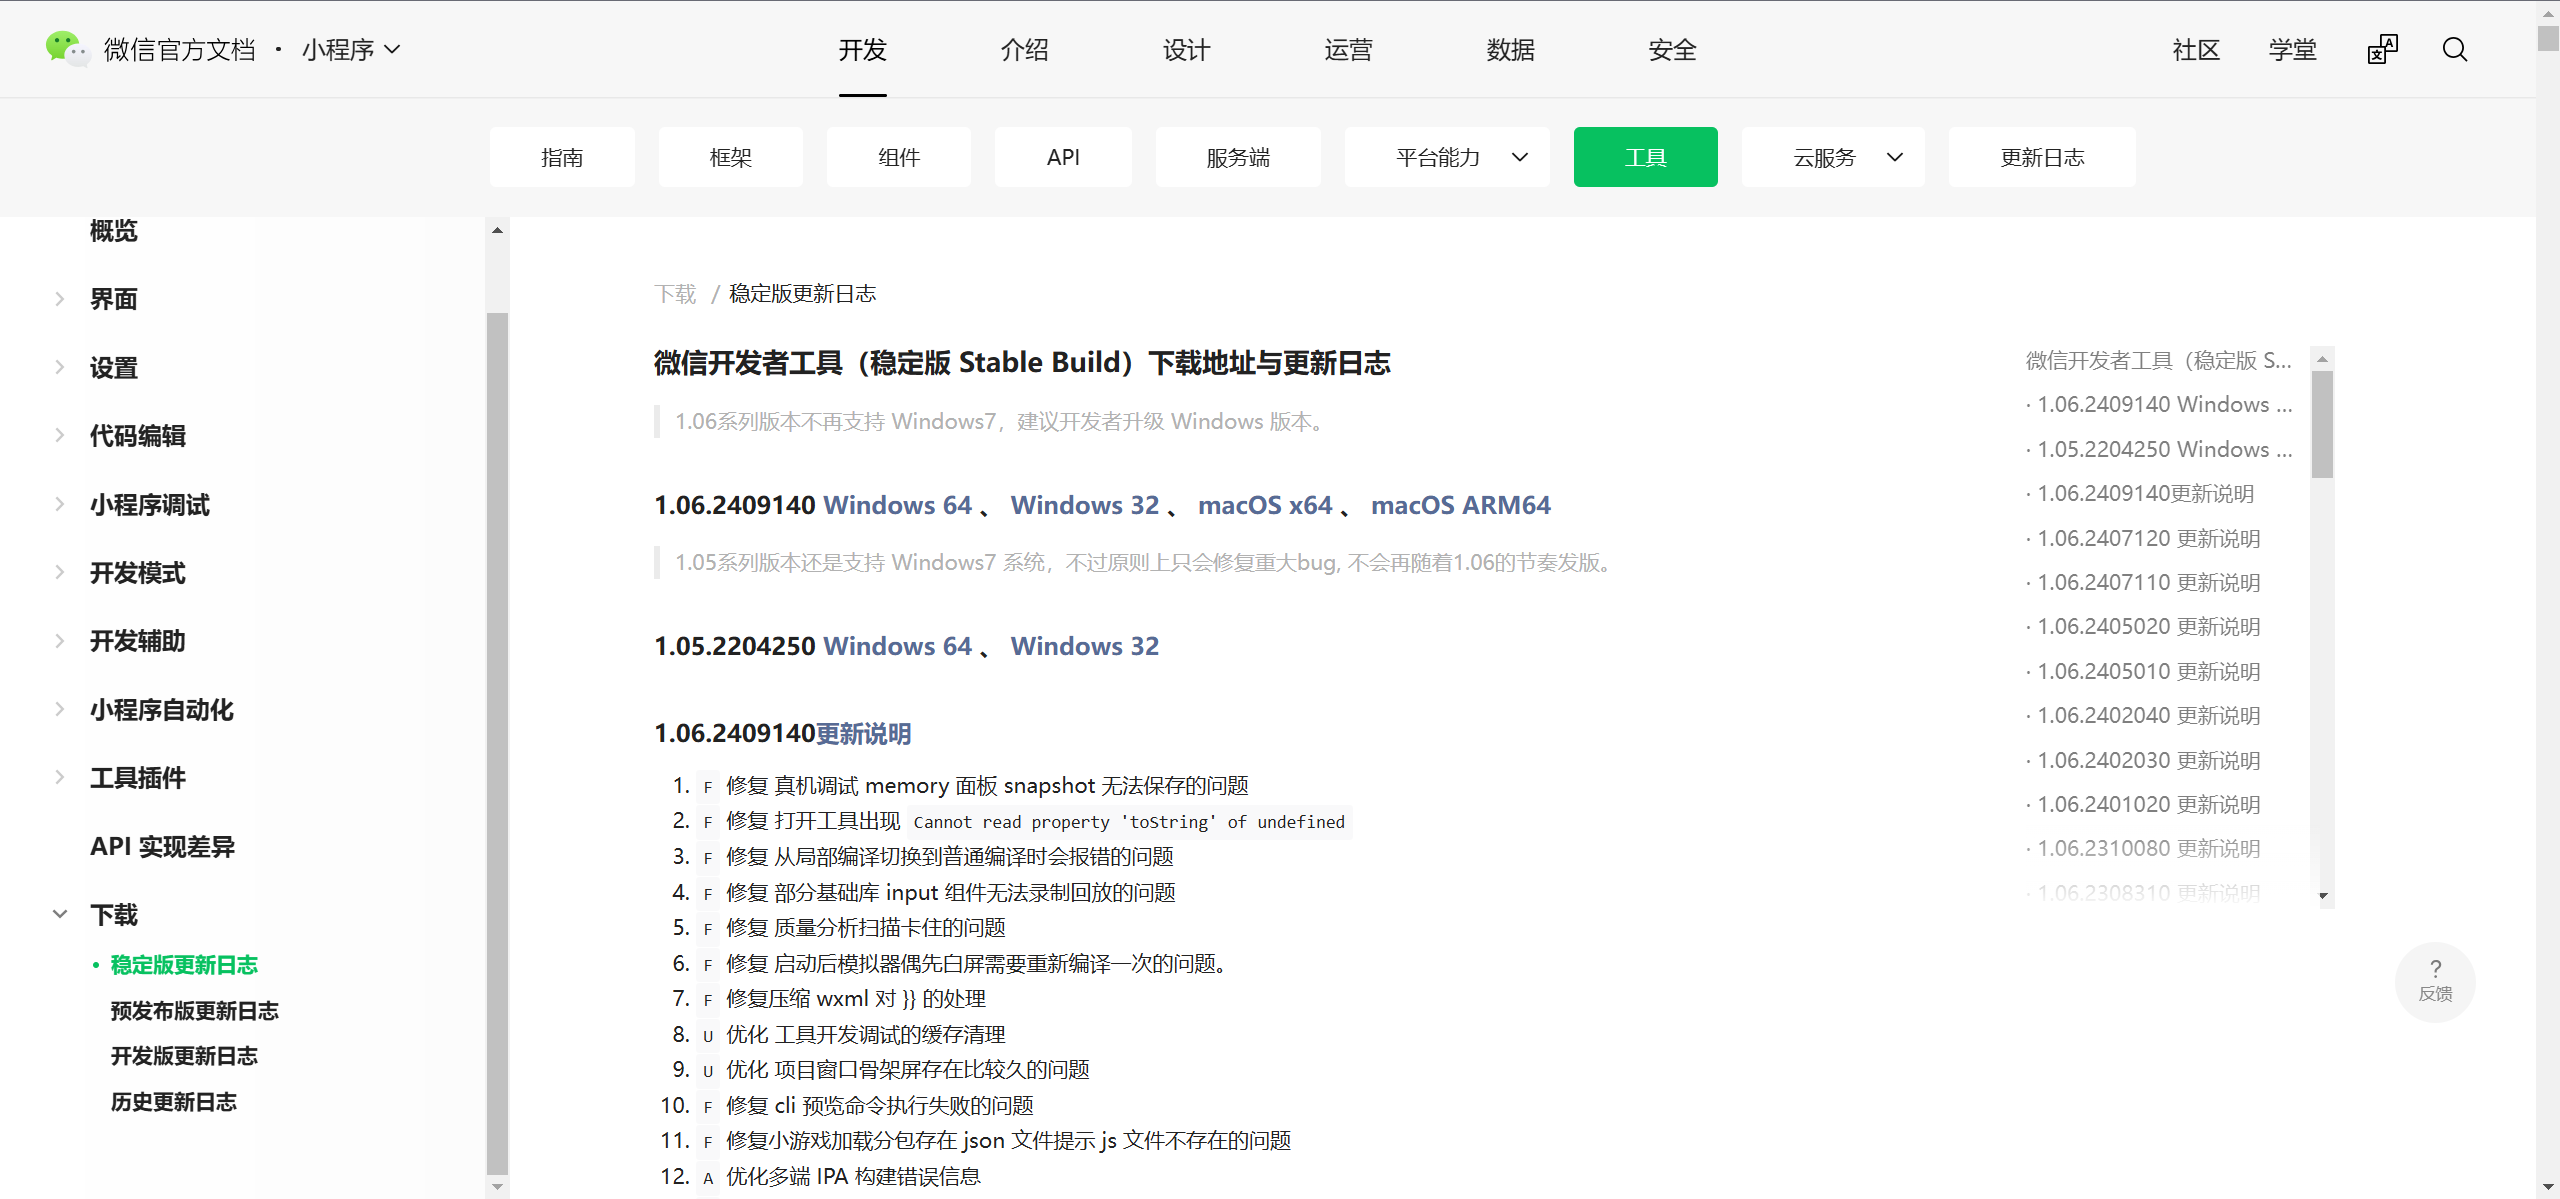 微信官方文档 · 小程序
开发 介绍 设计 运营 数据 安全
社区 学堂
指南 框架 组件 API 服务端 平台能力 工具 云服务 更新日志
概览
界面
设置
代码编辑
小程序调试
开发模式
开发辅助
小程序自动化
工具插件
API 实现差异
下载
• 稳定版更新日志
预发布版更新日志
开发版更新日志
历史更新日志
下载 / 稳定版更新日志
微信开发者工具（稳定版 Stable Build）下载地址与更新日志
1.06系列版本不再支持 Windows7，建议开发者升级 Windows 版本。
1.06.2409140 Windows 64 、 Windows 32 、 macOS x64 、 macOS ARM64
1.05系列版本还是支持 Windows7 系统，不过原则上只会修复重大bug, 不会再随着1.06的节奏发版。
1.05.2204250 Windows 64 、 Windows 32
1.06.2409140更新说明
1. F 修复 真机调试 memory 面板 snapshot 无法保存的问题
2. F 修复 打开工具出现 Cannot read property 'toString' of undefined
3. F 修复 从局部编译切换到普通编译时会报错的问题
4. F 修复 部分基础库 input 组件无法录制回放的问题
5. F 修复 质量分析扫描卡住的问题
6. F 修复 启动后模拟器偶先白屏需要重新编译一次的问题。
7. F 修复压缩 wxml 对 }} 的处理
8. U 优化 工具开发调试的缓存清理
9. U 优化 项目窗口骨架屏存在比较久的问题
10. F 修复 cli 预览命令执行失败的问题
11. F 修复小游戏加载分包存在 json 文件提示 js 文件不存在的问题
12. A 优化多端 IPA 构建错误信息
微信开发者工具（稳定版 S...
· 1.06.2409140 Windows ...
· 1.05.2204250 Windows ...
· 1.06.2409140更新说明
· 1.06.2407120 更新说明
· 1.06.2407110 更新说明
· 1.06.2405020 更新说明
· 1.06.2405010 更新说明
· 1.06.2402040 更新说明
· 1.06.2402030 更新说明
· 1.06.2401020 更新说明
· 1.06.2310080 更新说明
· 1.06.2308310 更新说明
?
反馈